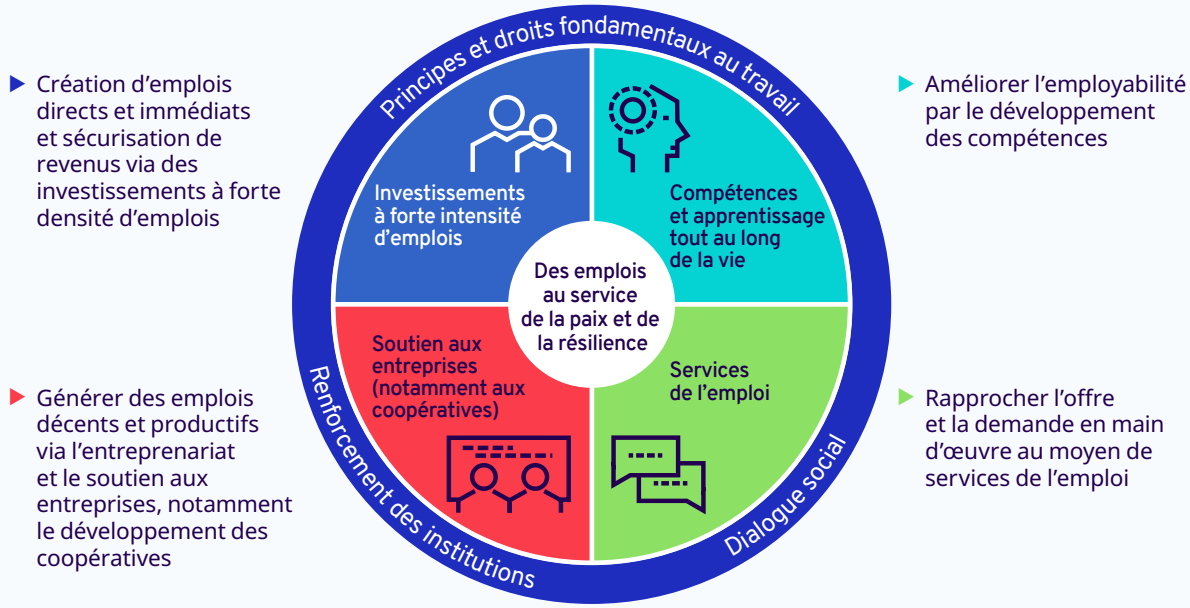 Principes et droits fondamentaux au travail
Création d’emplois
directs et immédiats
et sécurisation de
revenus via des
investissements à forte
densité d’emplois
Investissements
à forte intensité
d’emplois
Compétences
et apprentissage
tout au long
de la vie
Améliorer l’employabilité
par le développement
des compétences
Des emplois
au service
de la paix et de
la résilience
Générer des emplois
décents et productifs
via l’entreprenariat
et le soutien aux
entreprises, notamment
le développement des
coopératives
Soutien aux
entreprises
(notamment aux
coopératives)
Services
de l’emploi
Rapprocher l’offre
et la demande en main
d’œuvre au moyen de
services de l’emploi
Renforcement des institutions
Dialogue social